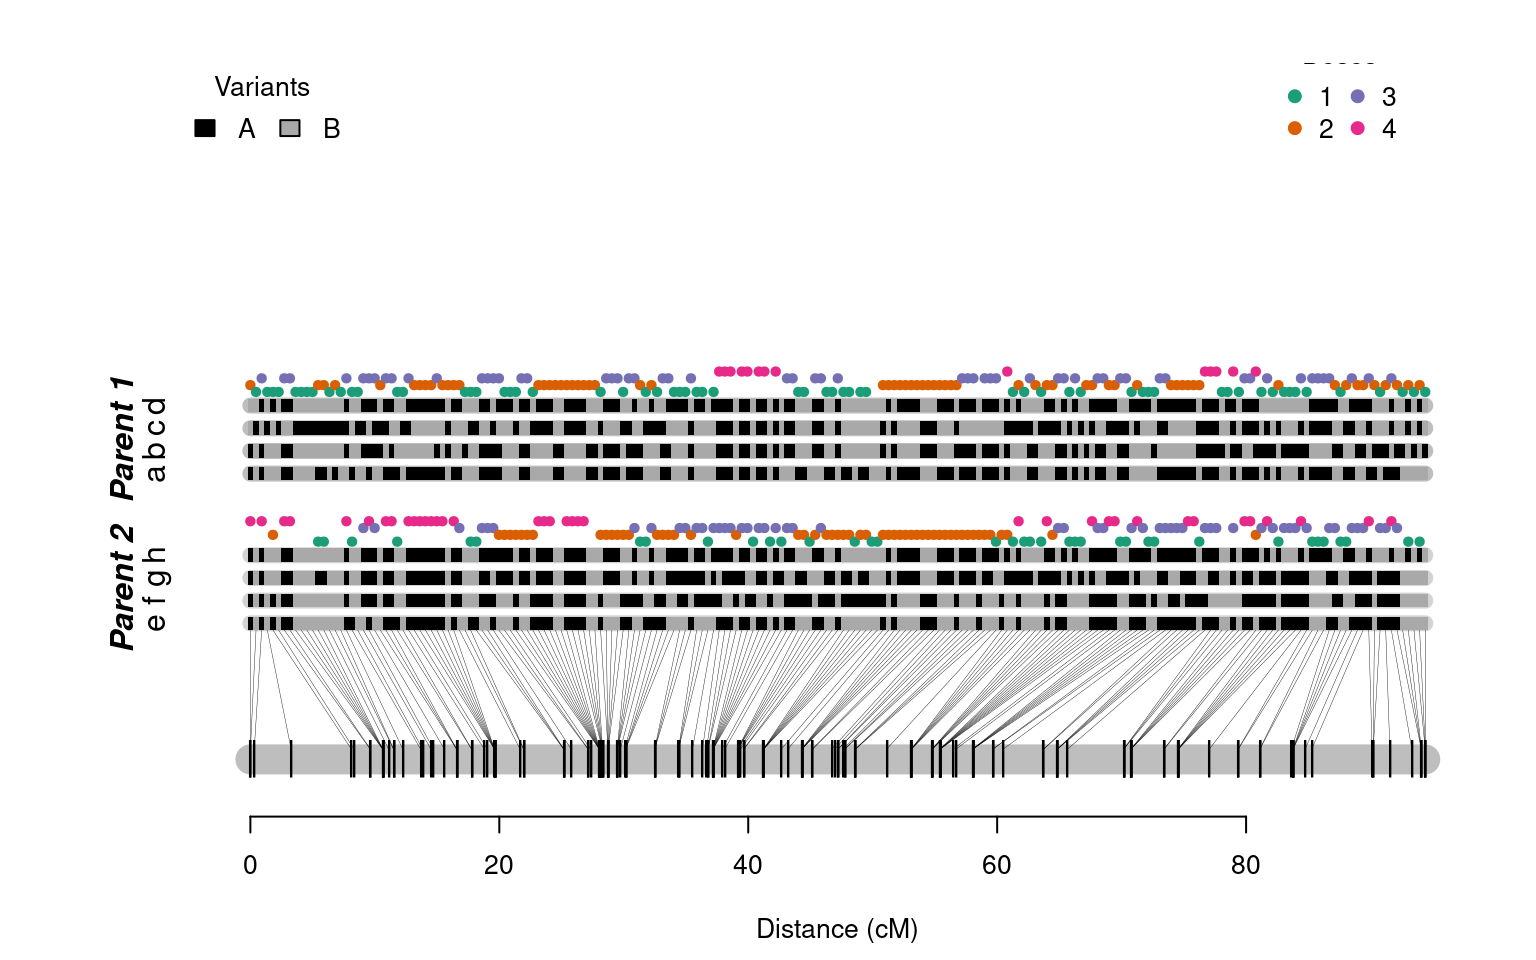 Variants
A B
1 3
2 4
Parent 1
a b c d
Parent 2
e f g h
0 20 40 60 80
Distance (cM)